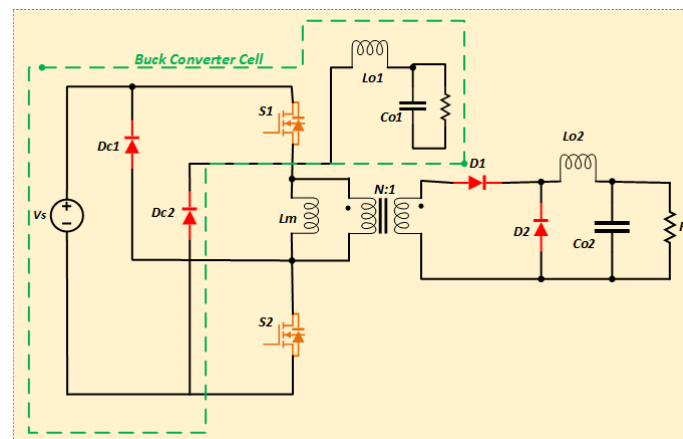 Buck Converter Cell
Lo1
S1
Co1
Dc1
D1
N:1
Lo2
Vs
Dc2
Lm
D2
Co2
S2